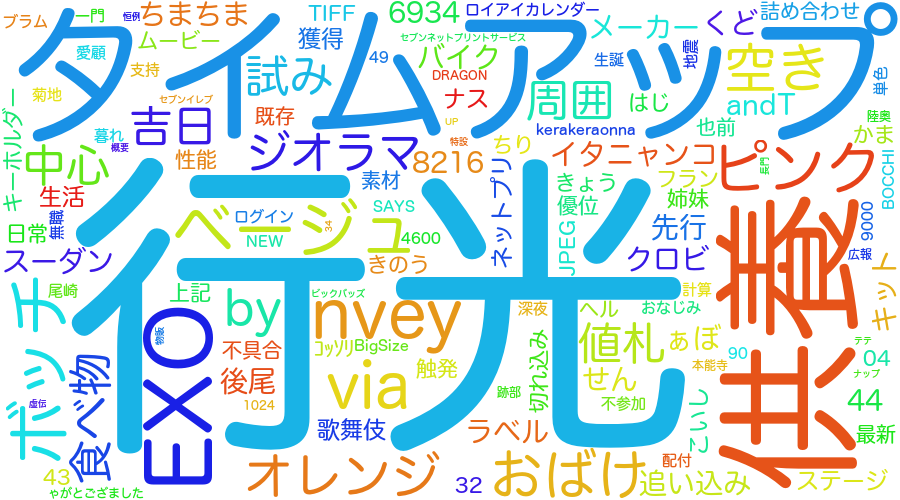 ブラム
恒例
一門
ちまちま
TIFF
6934
ロイアイカレンダー
メーカー
くど
詰め合わせ
愛顧
ムービー
獲得
セブンネットプリントサービス
バイク
49
生誕
地震
単色
タイムアップ
菊地
支持
セブンイレブ
試み
DRAGON
ナス
周囲
はじ
空き
andT
キーホルダー
暮れ
概要
吉日
既存
UP
kerakeraonna
也前
陸奥
かま
中心
性能
ジオラマ
8216
特設
ちり
イタニャンコ
ピンク
長門
BOCCHI
生活
素材
ネットプリ
きょう
フラン
姉妹
日常
無風
ベージュ
ログイン
SAYS
優位
先行
養
9000
NEW
34
4600
JPEG
スーダン
きのう
クロビ
広報
行光
尾崎
上記
by
ビックバッズ
nvey
深夜
ヘル
おなじみ
計算
キット
ボッチ
EXO
物販
不具合
コッソリ
BigSize
値札
ぁぼ
供
テテ
04
食べ物
後尾
via
触発
切れ込み
せん
90
本能寺
ナップ
虚伝
1024
跡部
不参加
こっし
44
歌舞伎
ラベル
最新
43
オレンジ
32
おばけ
配付
追い込み
ステージ
ゃがとござました